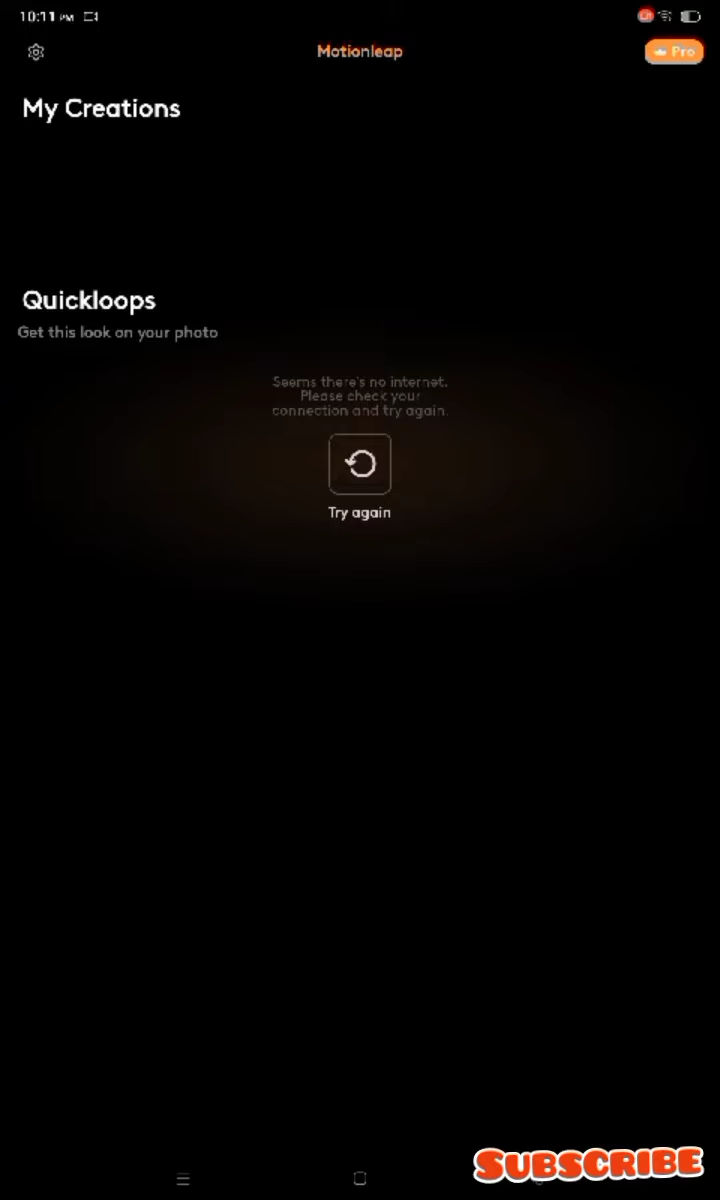 10:11 PM
Motionleap
Pro
My Creations
Quickloops
Get this look on your photo
Seems there's no internet.
Please check your
connection and try again.
Try again
SUBSCRIBE